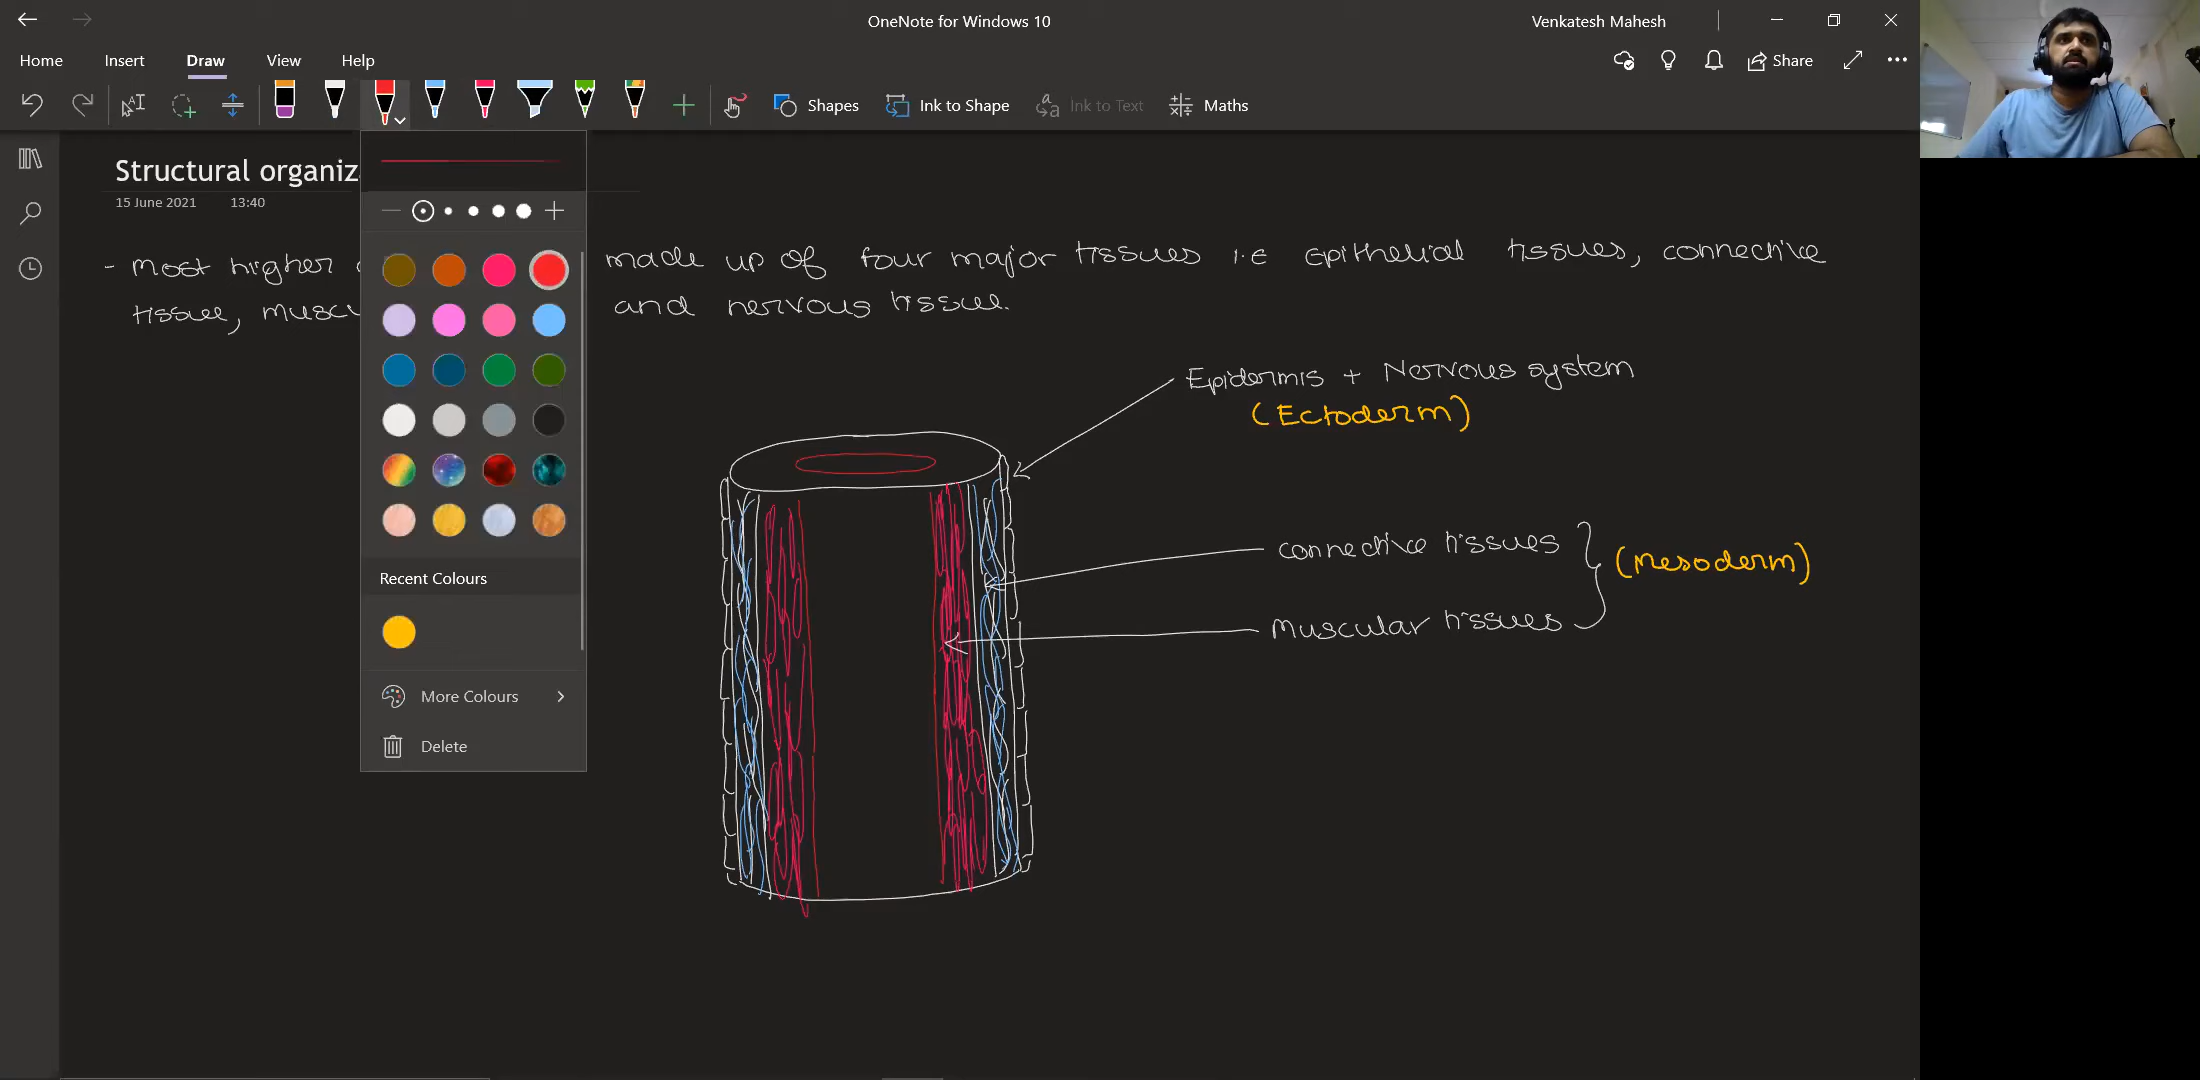 OneNote for Windows 10
Venkatesh Mahesh
Home Insert Draw View Help
Share
Shapes Ink to Shape Ink to Text Maths
Structural organiz
15 June 2021 13:40
- Most higher made up of four major tissues i.e Epithelial tissues, connective
tissue, muscu and nervous tissue.
Epidermis + Nervous system
(Ectoderm)
connective tissues
(Mesoderm)
Muscular tissues
Recent Colours
More Colours
Delete